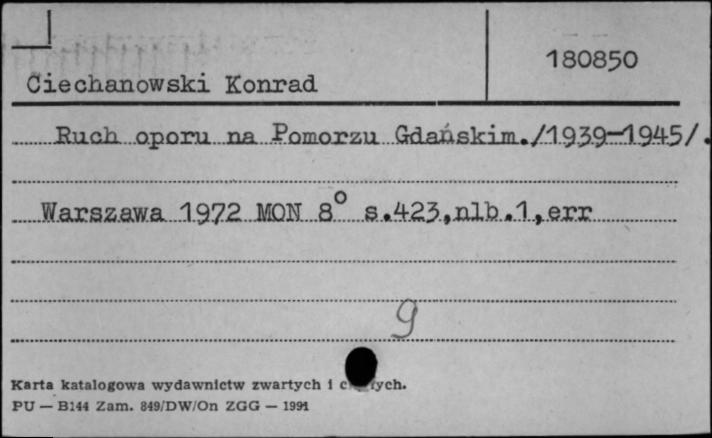 180850
Ciechanowski Konrad
Ruch oporu na Pomorzu Gdańskim./1939-1945/.
Warszawa 1972 MON 8° s.423,nlb.1,err
9
Karta katalogowa wydawnictw zwartych i
PU — B144 Zam. 849/DW/On ZGG — 1991